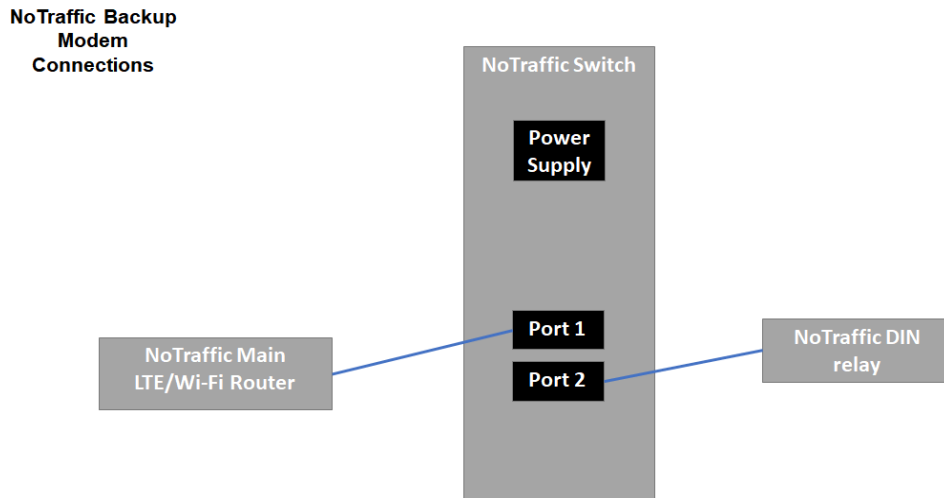 NoTraffic Backup
Modem
Connections
NoTraffic Switch
Power
Supply
Port 1
Port 2
NoTraffic Main
LTE/Wi-Fi Router
NoTraffic DIN
relay